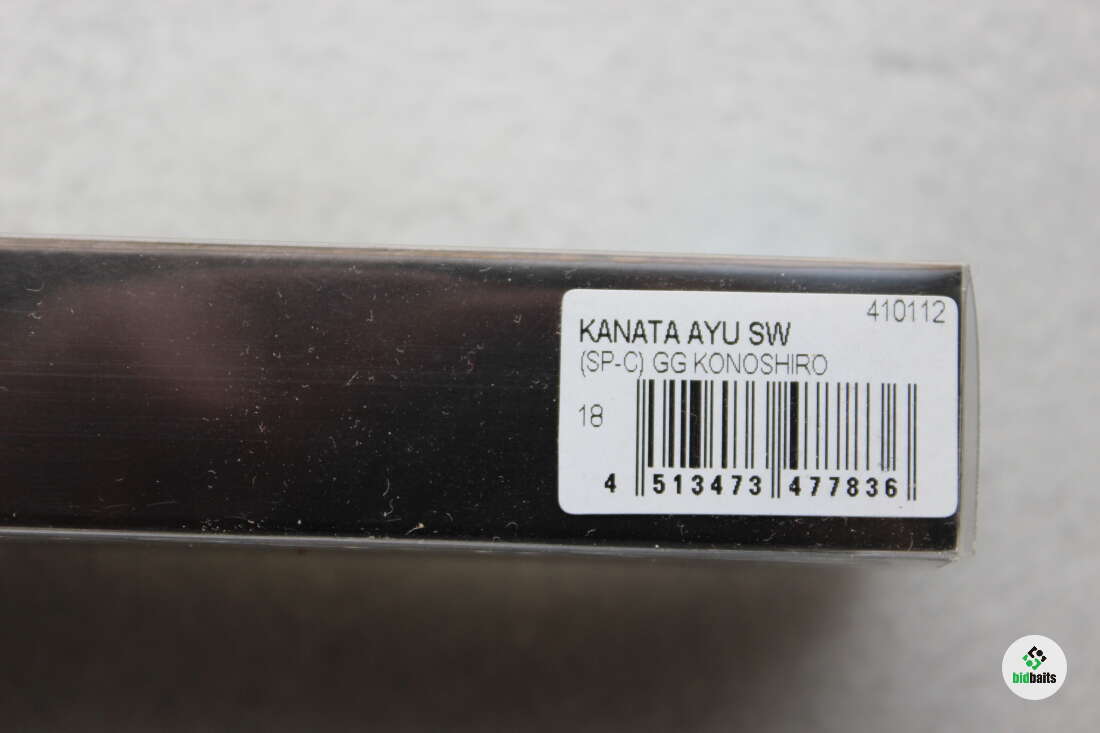 410112
KANATA AYU SW
(SP-C) GG KONOSHIRO
18
4 513473 477836
bidbaits